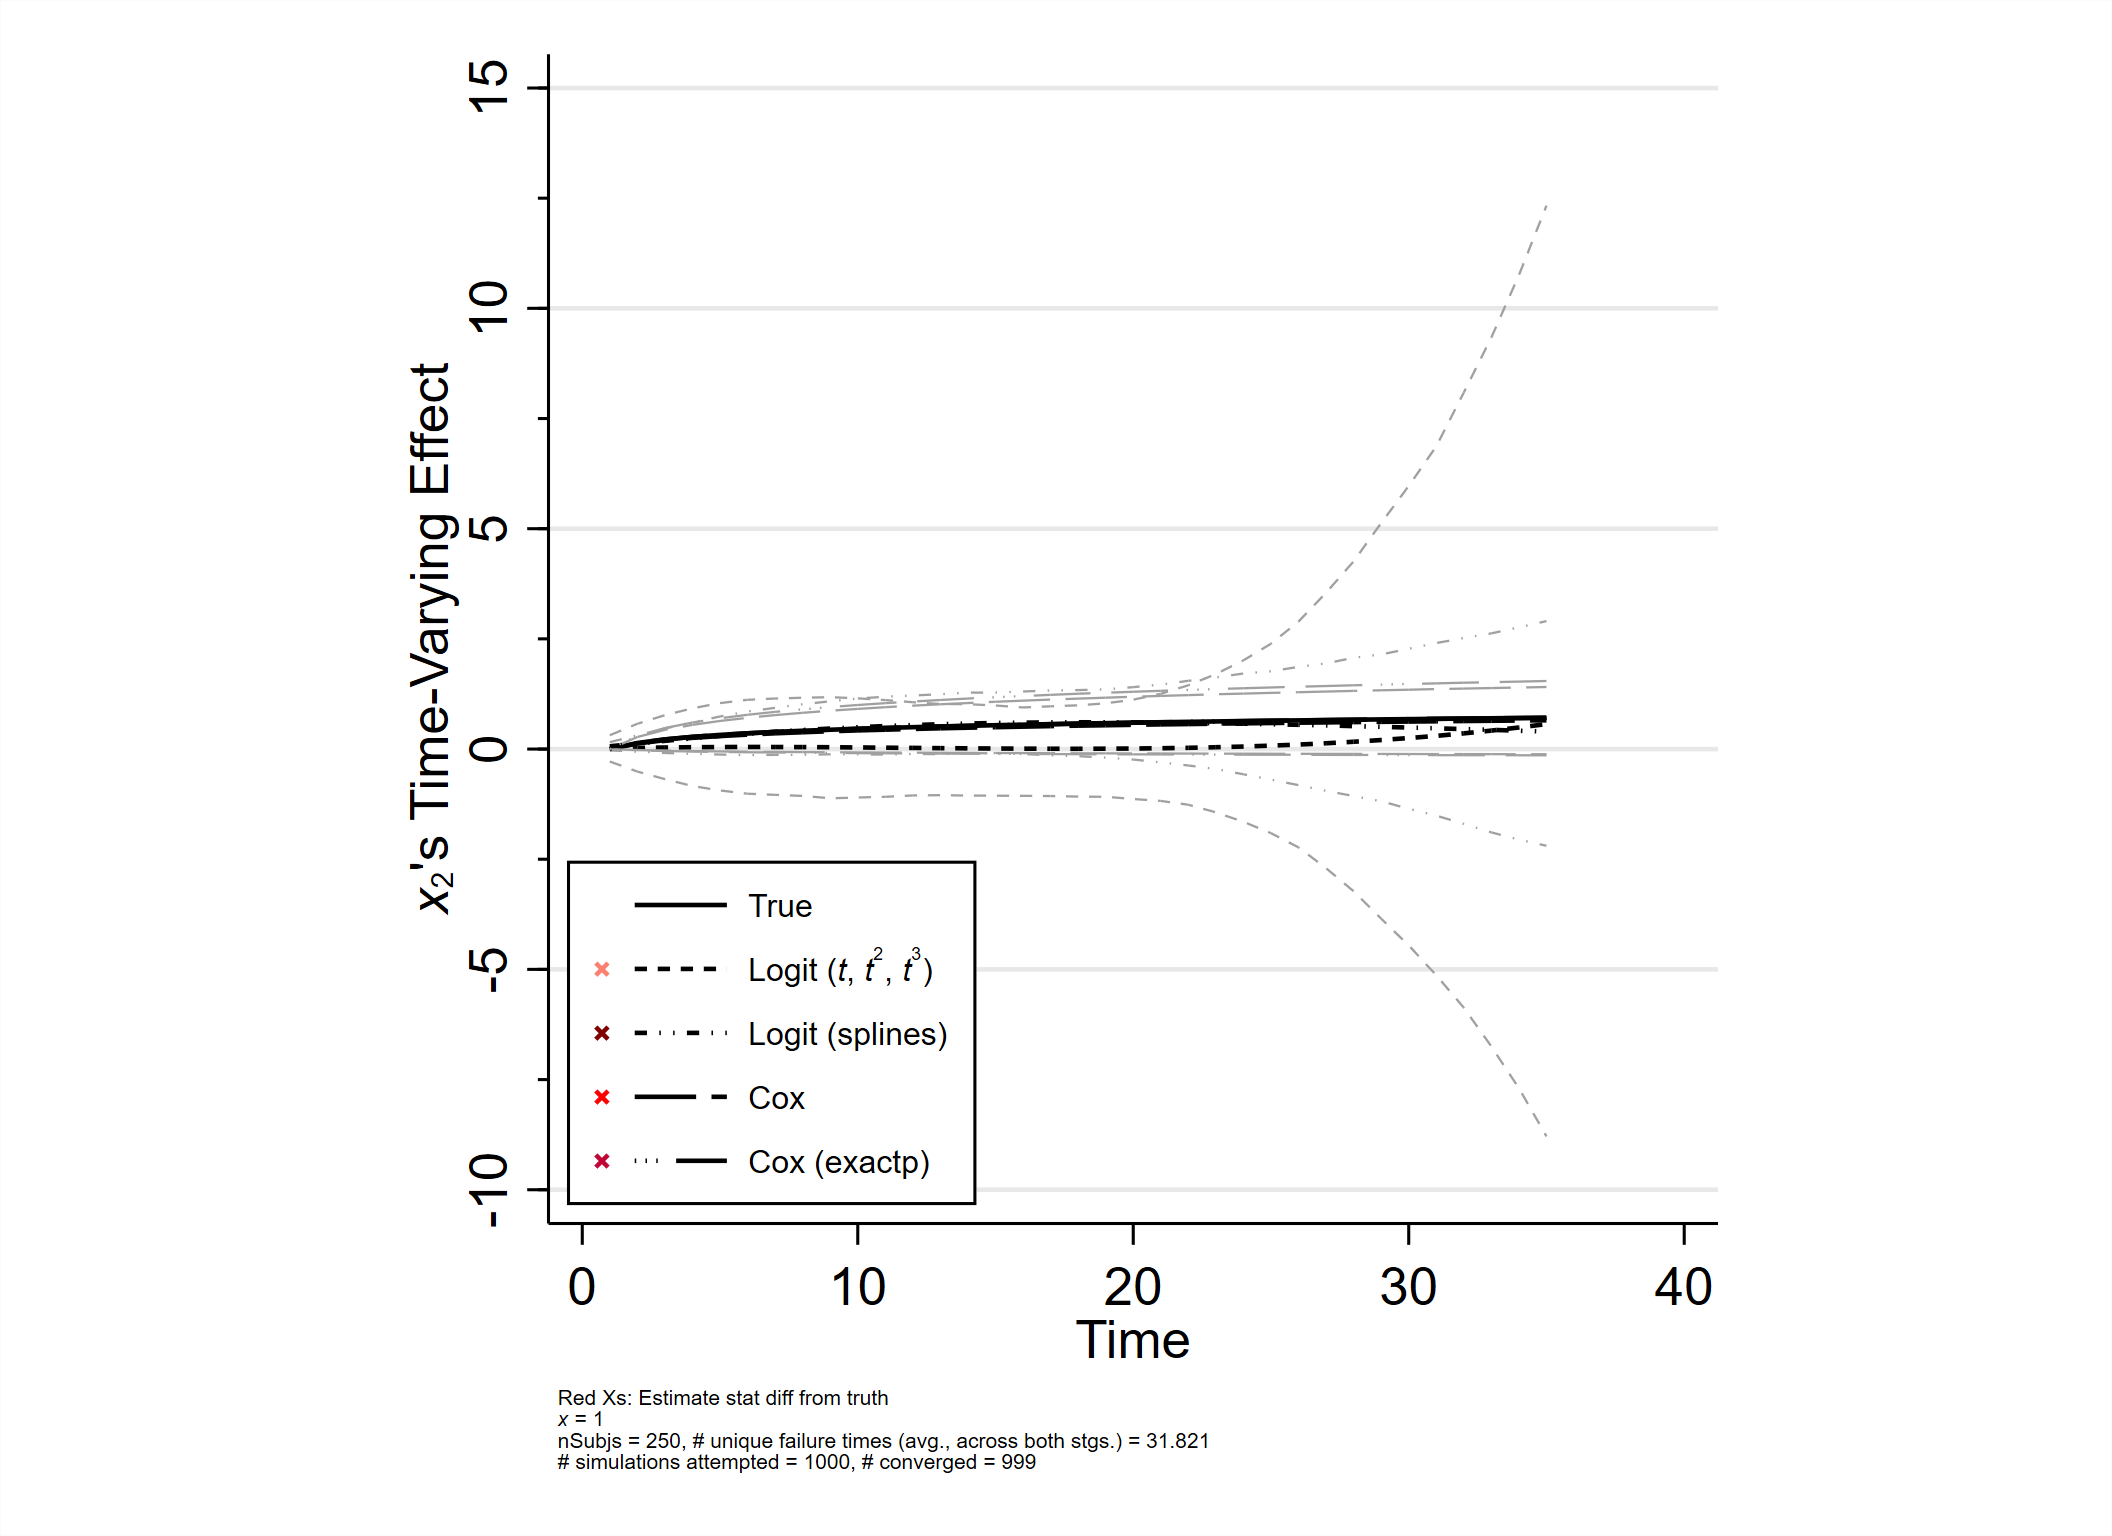 15
10
5
0
-5
-10
x₂'s Time-Varying Effect
True
Logit (t, t², t³)
Logit (splines)
Cox
Cox (exactp)
0 10 20 30 40
Time
Red Xs: Estimate stat diff from truth
x = 1
nSubjs = 250, # unique failure times (avg., across both stgs.) = 31.821
# simulations attempted = 1000, # converged = 999